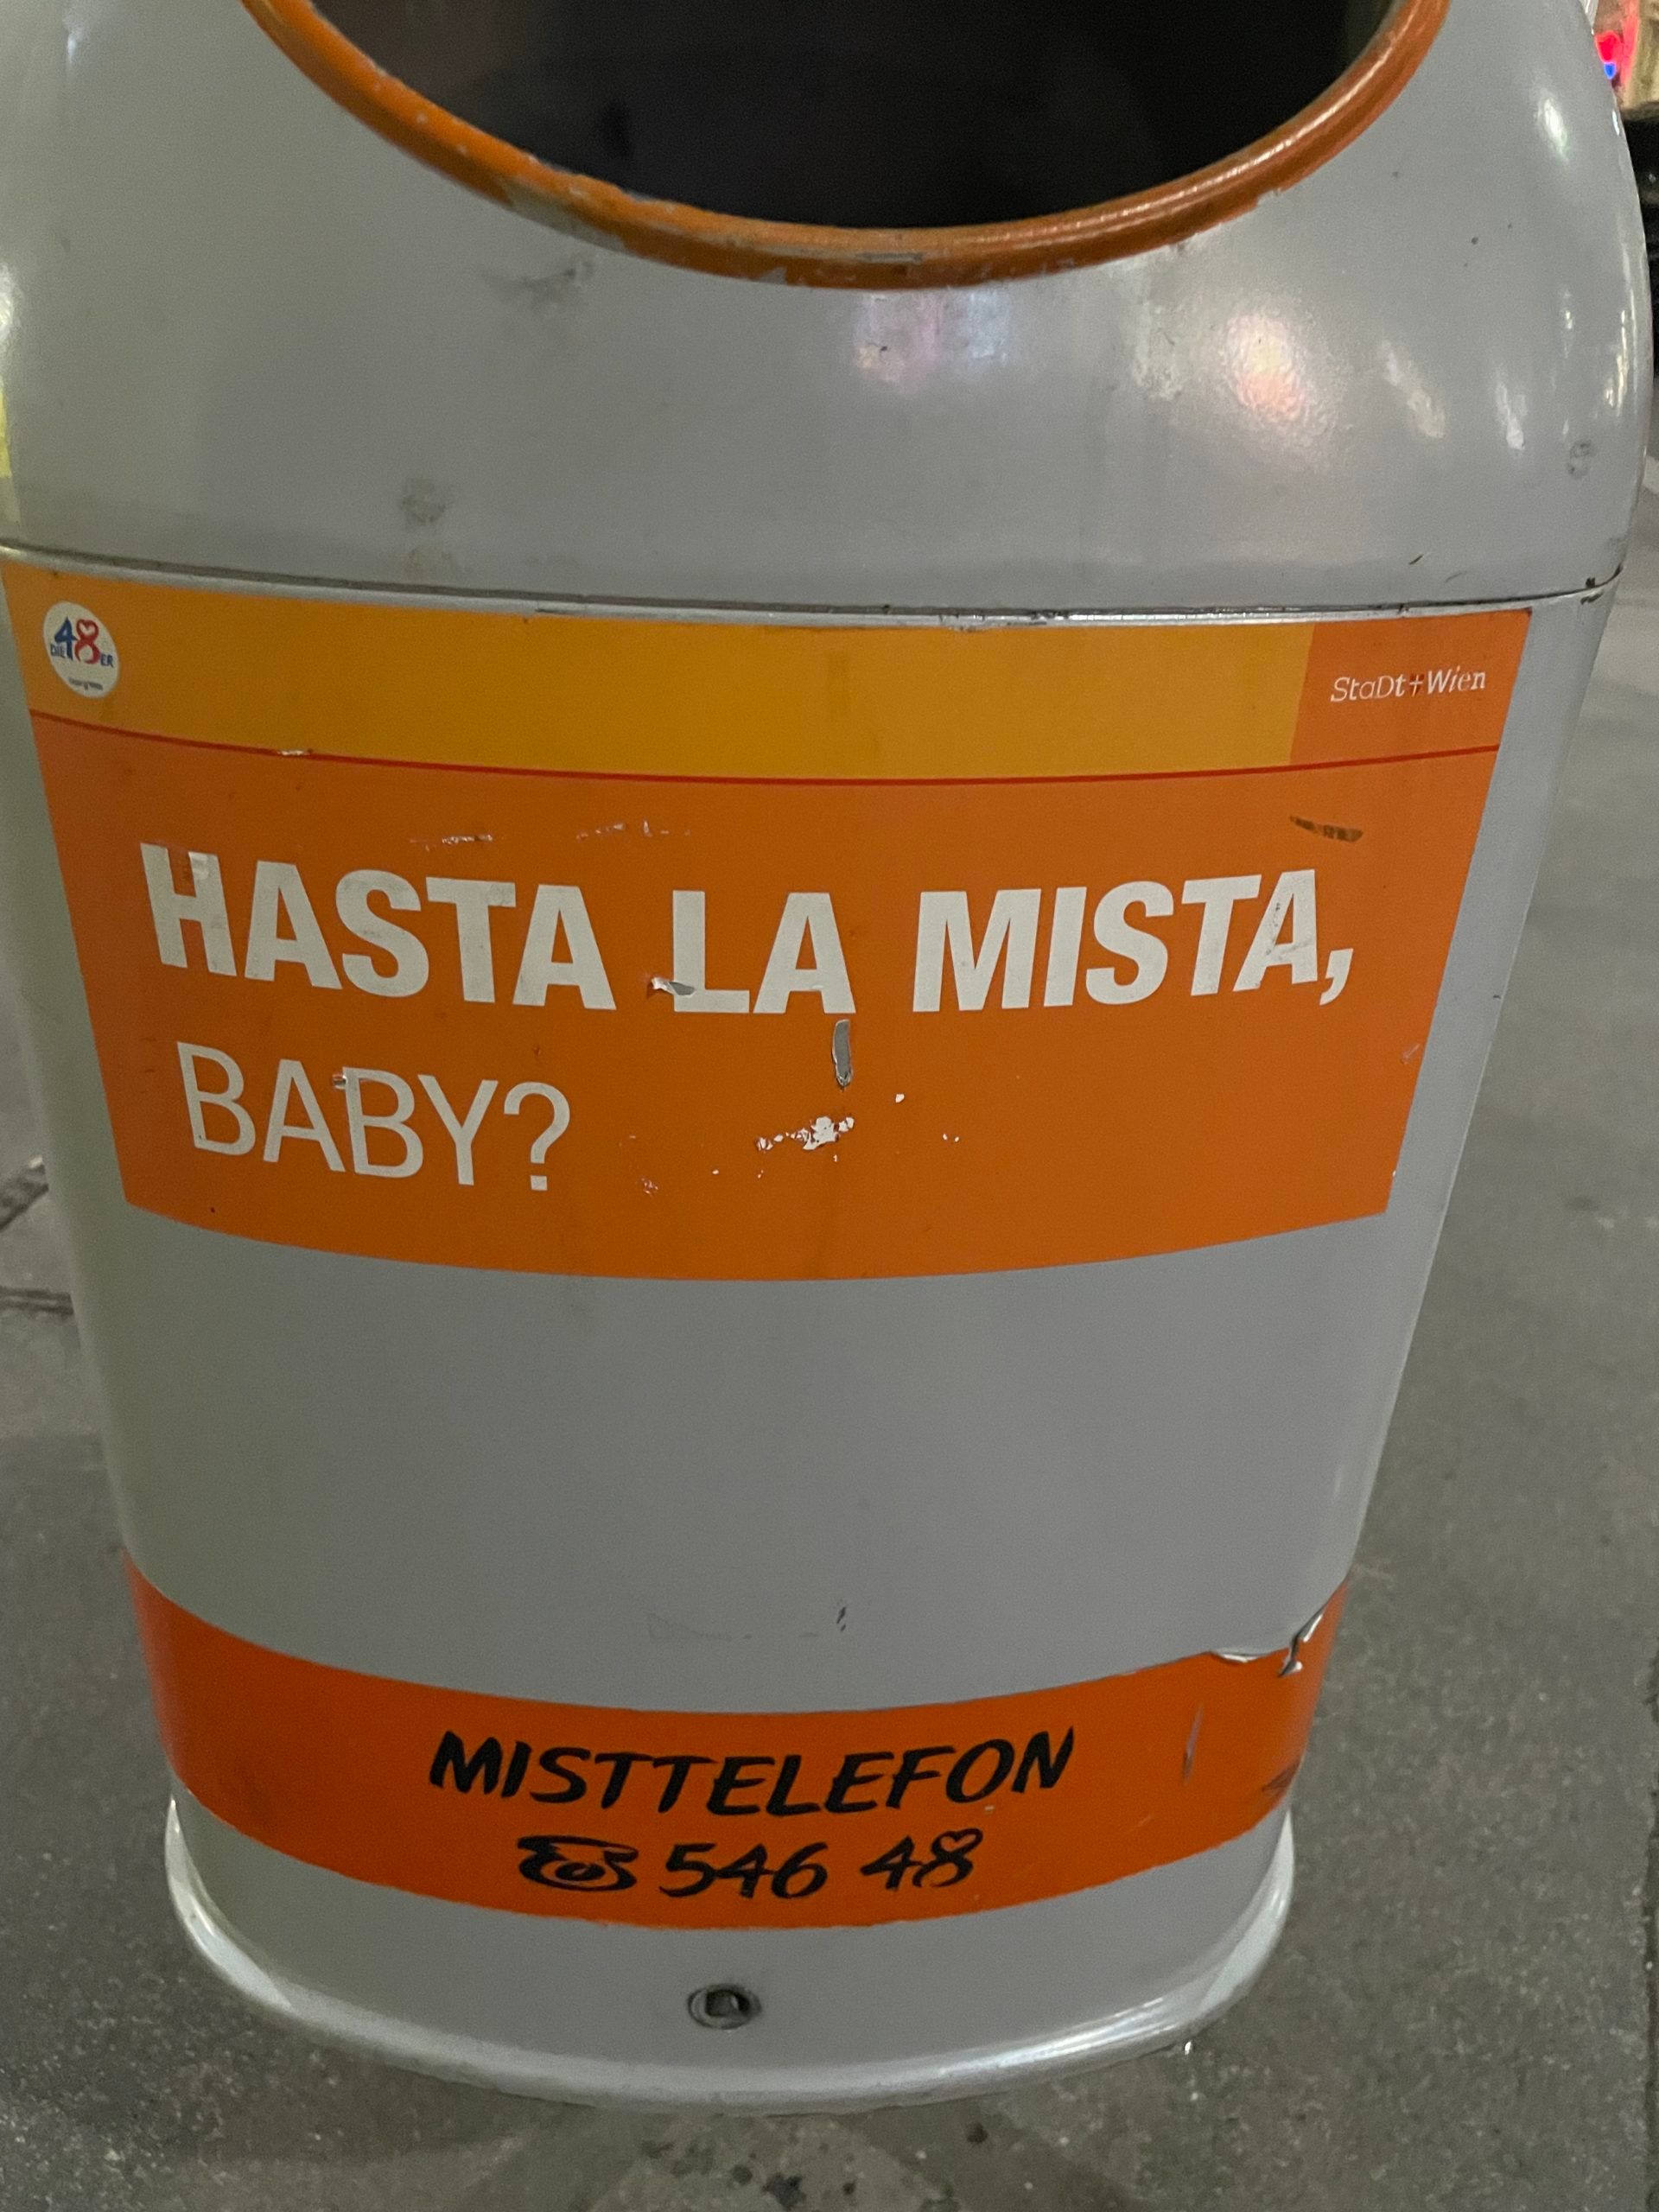 DIE 48ER
StaDt+Wien
HASTA LA MISTA,
BABY?
MISTTELEFON
546 48